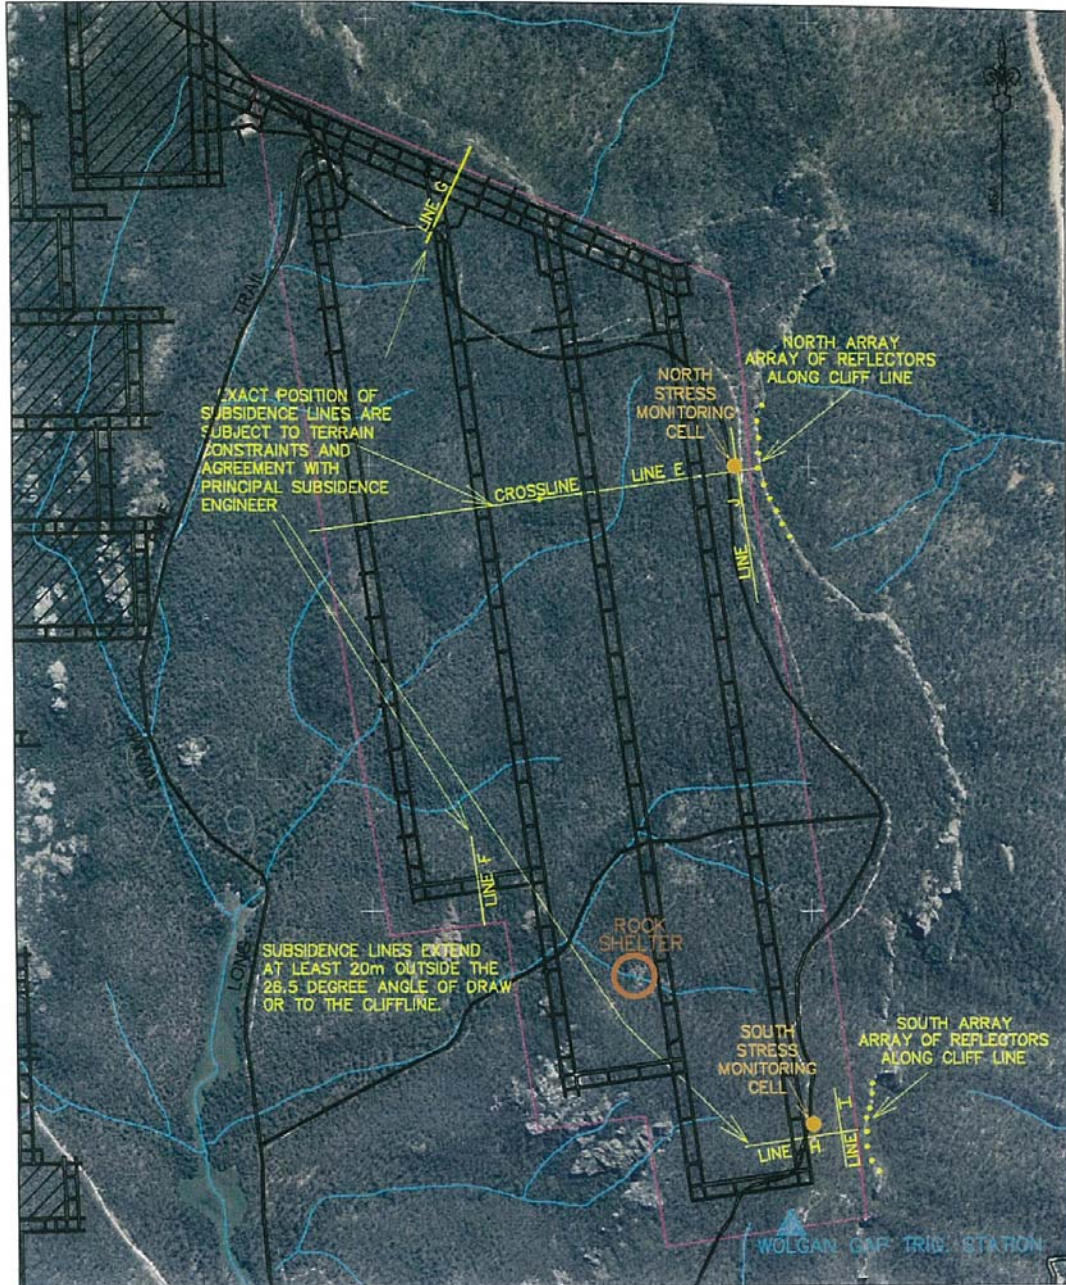 LINE G
TRAIL
NORTH ARRAY
ARRAY OF REFLECTORS
ALONG CLIFF LINE
NORTH
STRESS
MONITORING
CELL
EXACT POSITION OF
SUBSIDENCE LINES ARE
SUBJECT TO TERRAIN
CONSTRAINTS AND
AGREEMENT WITH
PRINCIPAL SUBSIDENCE
ENGINEER
CROSSLINE LINE E
LINE J
LINE F
ROCK
SHELTER
SUBSIDENCE LINES EXTEND
AT LEAST 20m OUTSIDE THE
26.5 DEGREE ANGLE OF DRAW
OR TO THE CLIFFLINE.
LONG
SOUTH
STRESS
MONITORING
CELL
SOUTH ARRAY
ARRAY OF REFLECTORS
ALONG CLIFF LINE
LINE H
LINE I
WOLGAN GAP TRIG. STATION